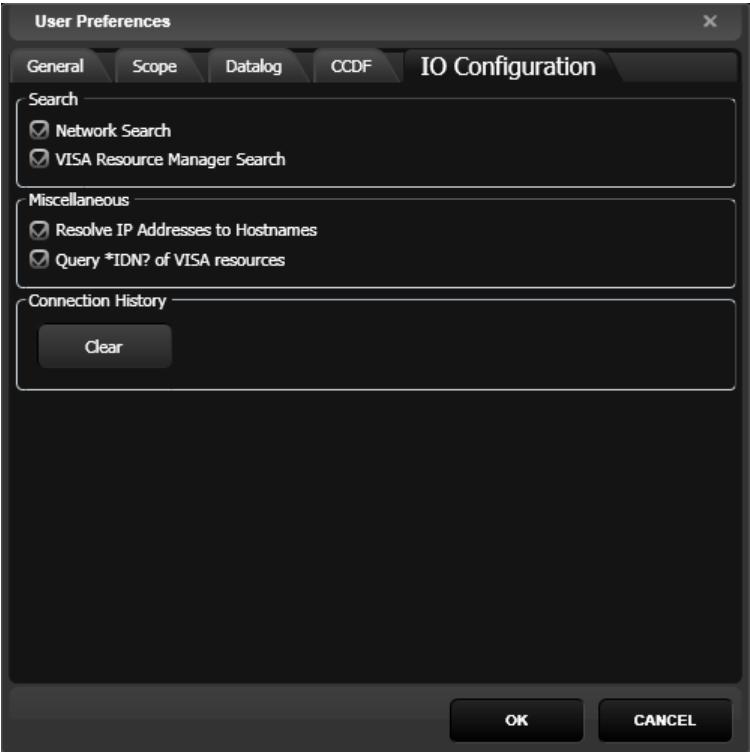 User Preferences
General Scope Datalog CCDF IO Configuration
Search
Network Search
VISA Resource Manager Search
Miscellaneous
Resolve IP Addresses to Hostnames
Query *IDN? of VISA resources
Connection History
Clear
OK CANCEL